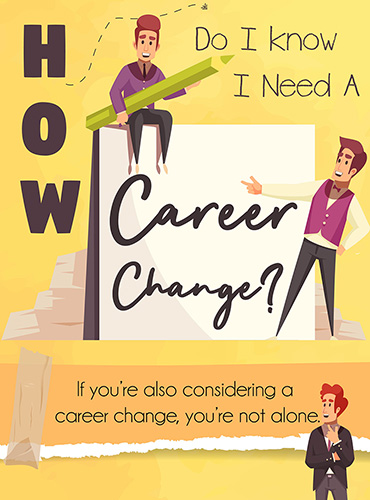 HOW
Do I know
I Need A
Career
Change?
If you're also considering a
career change, you're not alone.